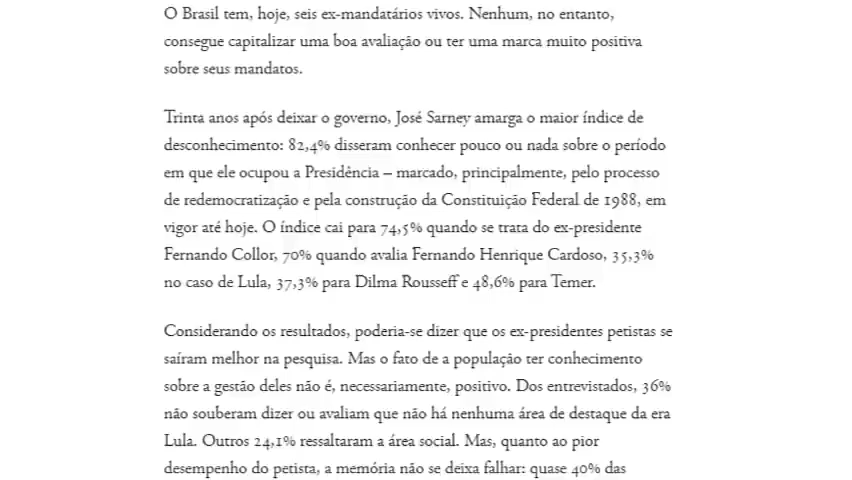 O Brasil tem, hoje, seis ex-mandatários vivos. Nenhum, no entanto,
consegue capitalizar uma boa avaliação ou ter uma marca muito positiva
sobre seus mandatos.
Trinta anos após deixar o governo, José Sarney amarga o maior índice de
desconhecimento: 82,4% disseram conhecer pouco ou nada sobre o período
em que ele ocupou a Presidência – marcado, principalmente, pelo processo
de redemocratização e pela construção da Constituição Federal de 1988, em
vigor até hoje. O índice cai para 74,5% quando se trata do ex-presidente
Fernando Collor, 70% quando avalia Fernando Henrique Cardoso, 35,3%
no caso de Lula, 37,3% para Dilma Rousseff e 48,6% para Temer.
Considerando os resultados, poderia-se dizer que os ex-presidentes petistas se
saíram melhor na pesquisa. Mas o fato de a população ter conhecimento
sobre a gestão deles não é, necessariamente, positivo. Dos entrevistados, 36%
não souberam dizer ou avaliam que não há nenhuma área de destaque da era
Lula. Outros 24,1% ressaltaram a área social. Mas, quanto ao pior
desempenho do petista, a memória não se deixa falhar: quase 40% das